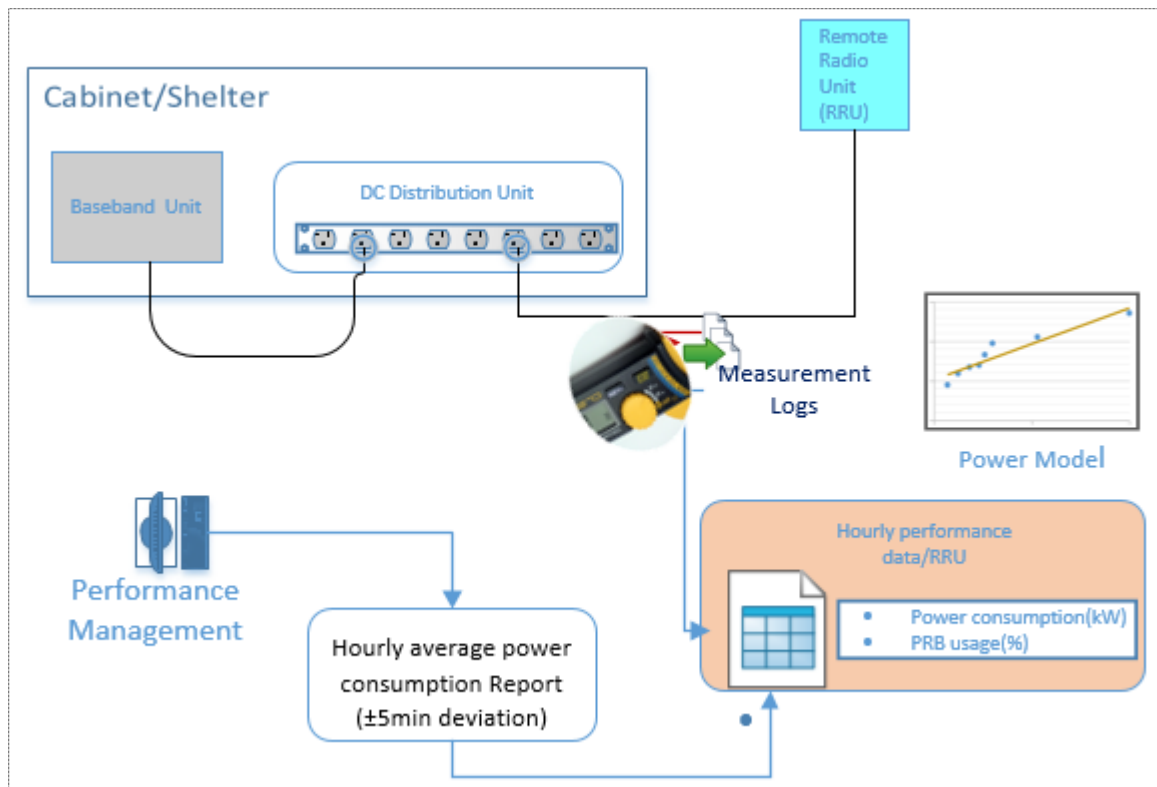 Remote
Radio
Unit
(RRU)
Cabinet/Shelter
Baseband Unit
DC Distribution Unit
Measurement
Logs
Power Model
Performance
Management
Hourly average power
consumption Report
(±5min deviation)
Hourly performance
data/RRU
• Power consumption(kW)
• PRB usage(%)